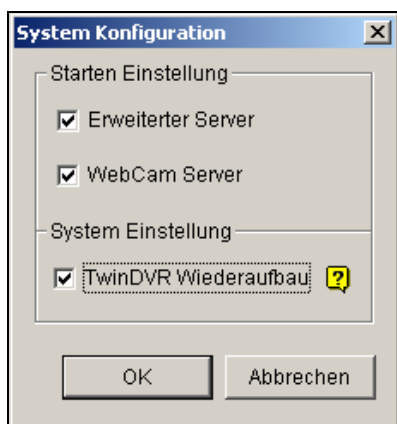 System Konfiguration
Starten Einstellung
Erweiterter Server
WebCam Server
System Einstellung
TwinDVR Wiederaufbau ?
OK Abbrechen